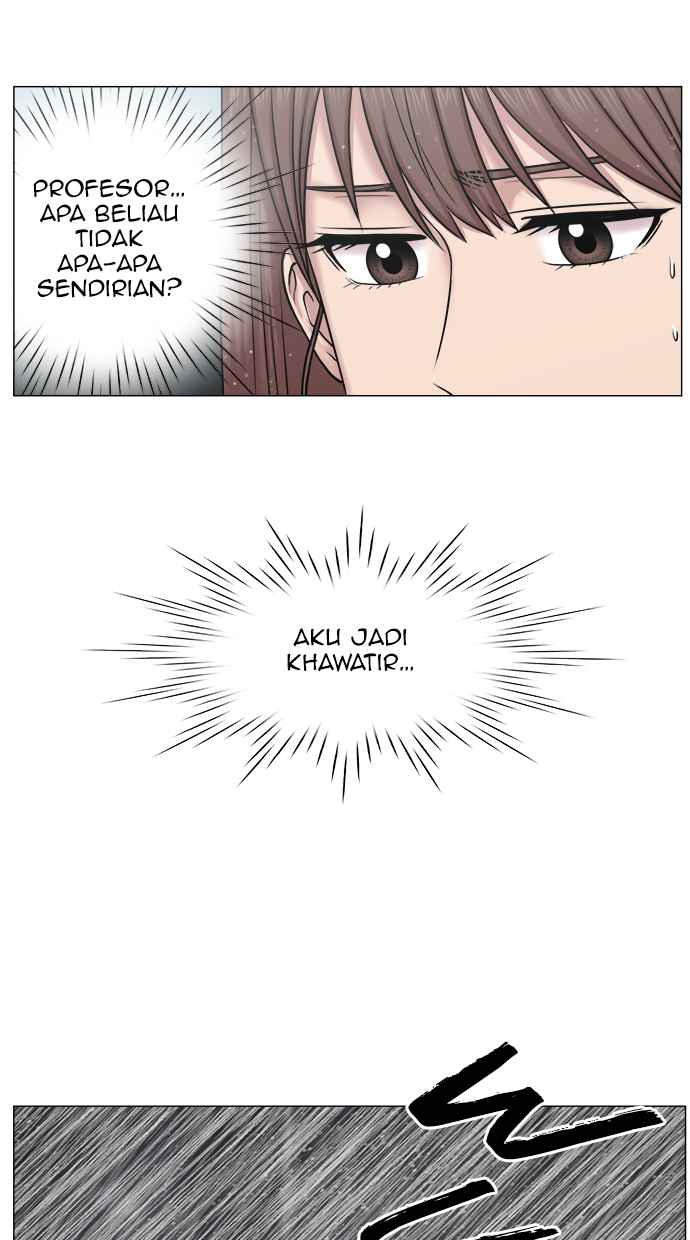 PROFESOR...
APA BELIAU
TIDAK
APA-APA
SENDIRIAN?
AKU JADI
KHAWATIR...